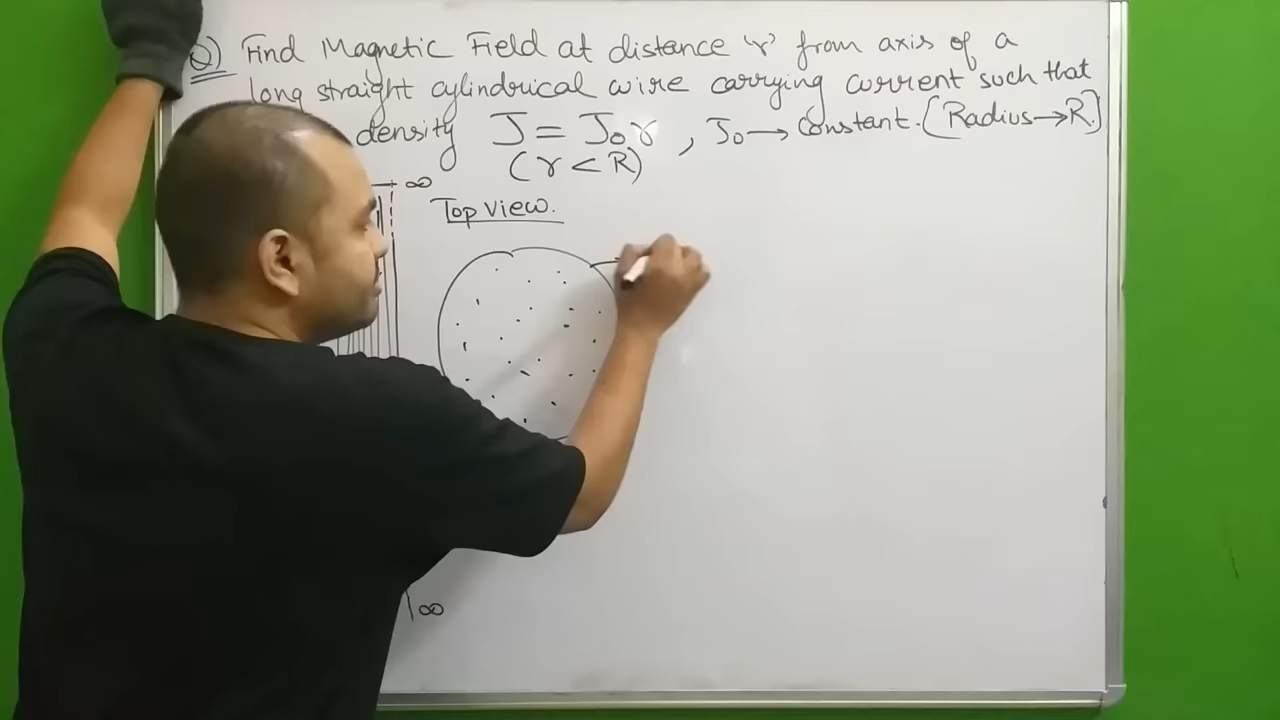 Q) Find Magnetic Field at distance 'r' from axis of a
long straight cylindrical wire carrying current such that
density J = J₀r , J₀ → constant. [Radius→R.]
(r < R)
∞
Top view.
∞